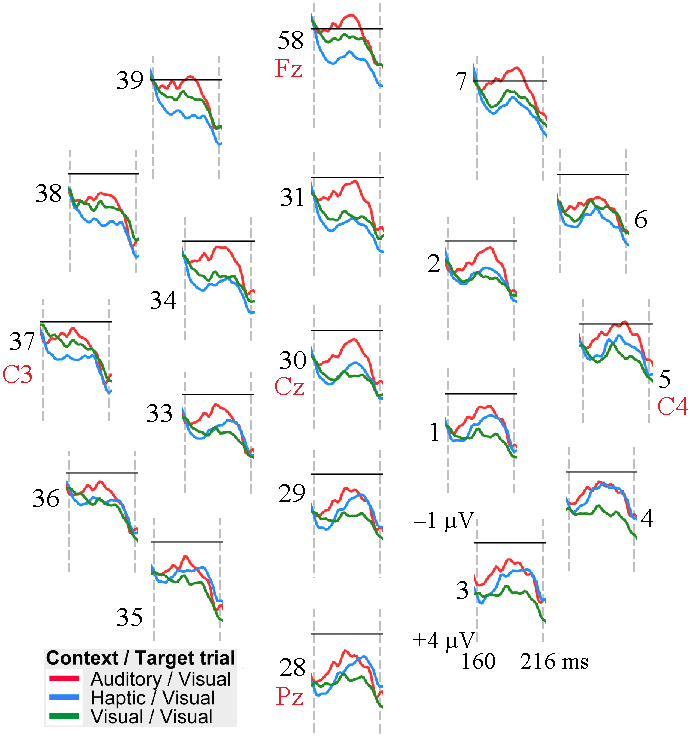 58
Fz
39
7
38
31
6
34
2
37
C3
30
Cz
5
C4
33
1
36
29
–1 µV
4
35
3
+4 µV
28
Pz
160
216 ms
Context / Target trial
Auditory / Visual
Haptic / Visual
Visual / Visual